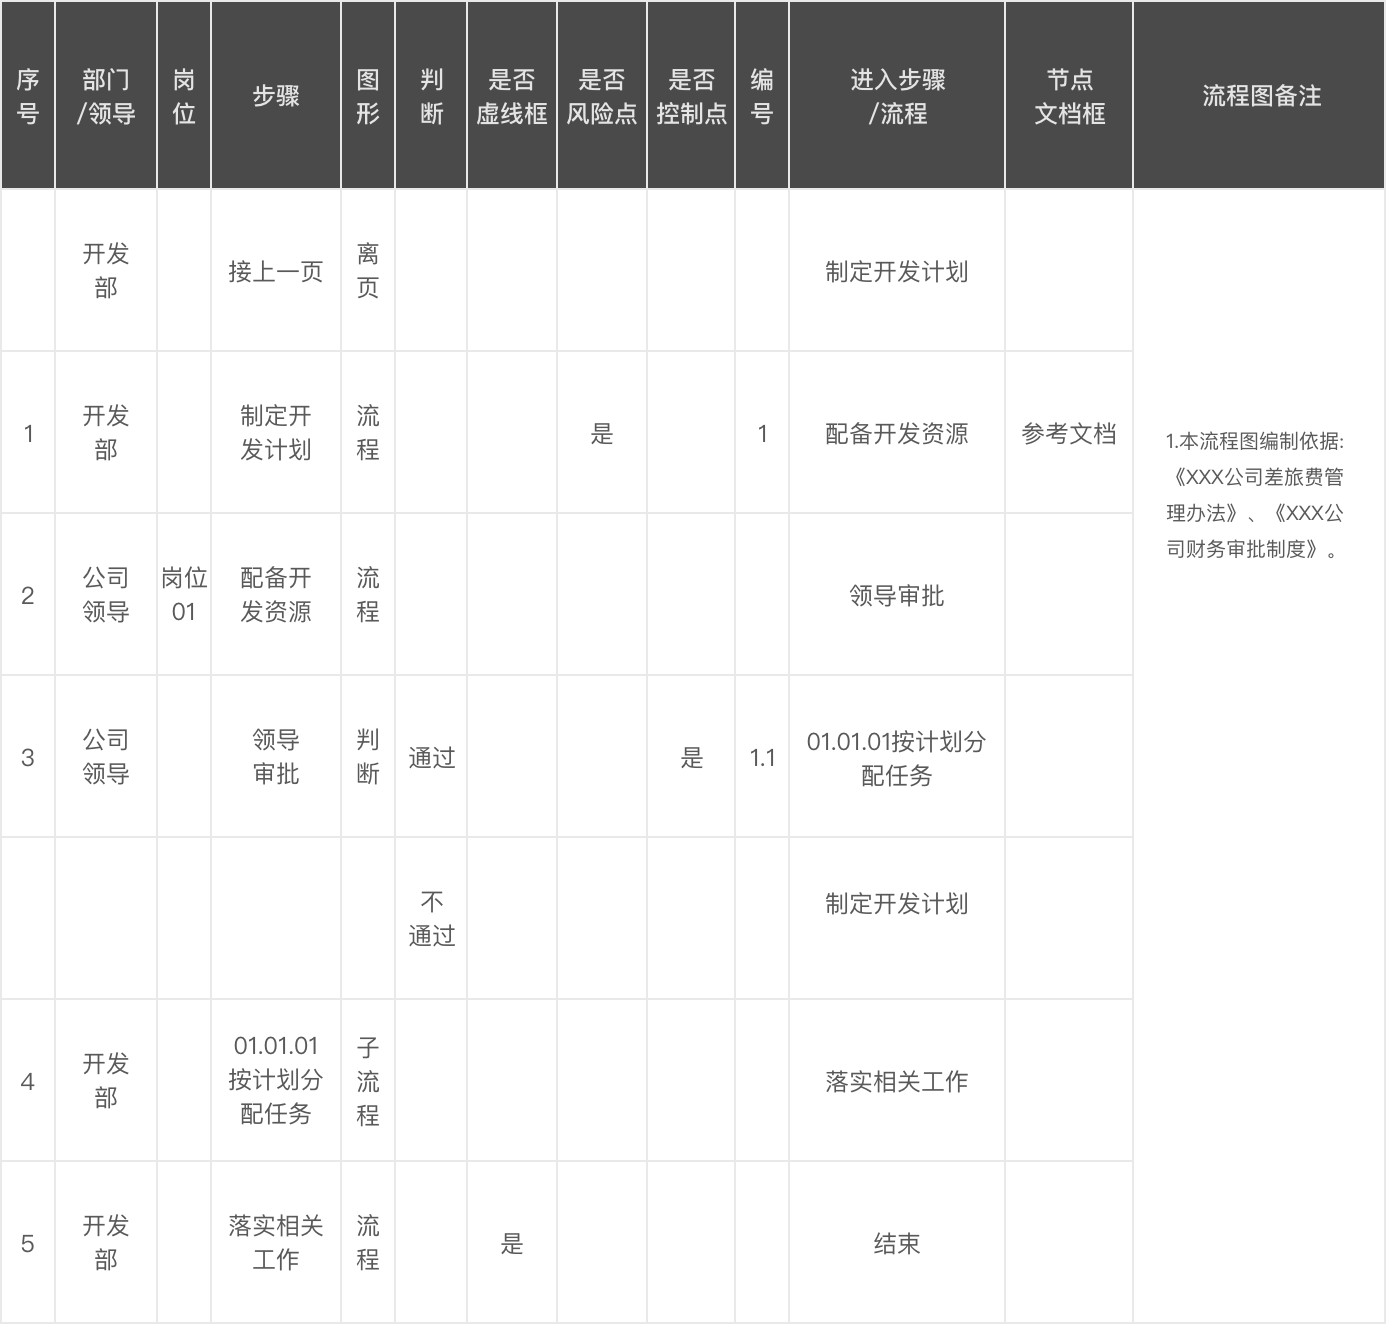 序
号
部门
/领导
岗
位
步骤
图
形
判
断
是否
虚线框
是否
风险点
是否
控制点
编
号
进入步骤
/流程
节点
文档框
流程图备注
开发
部
接上一页
离
页
制定开发计划
1
开发
部
制定开
发计划
流
程
是
1
配备开发资源
参考文档
1.本流程图编制依据:
《XXX公司差旅费管
理办法》、《XXX公
司财务审批制度》。
2
公司
领导
岗位
01
配备开
发资源
流
程
领导审批
3
公司
领导
领导
审批
判
断
通过
是
1.1
01.01.01按计划分
配任务
不
通过
制定开发计划
4
开发
部
01.01.01
按计划分
配任务
子
流
程
落实相关工作
5
开发
部
落实相关
工作
流
程
是
结束